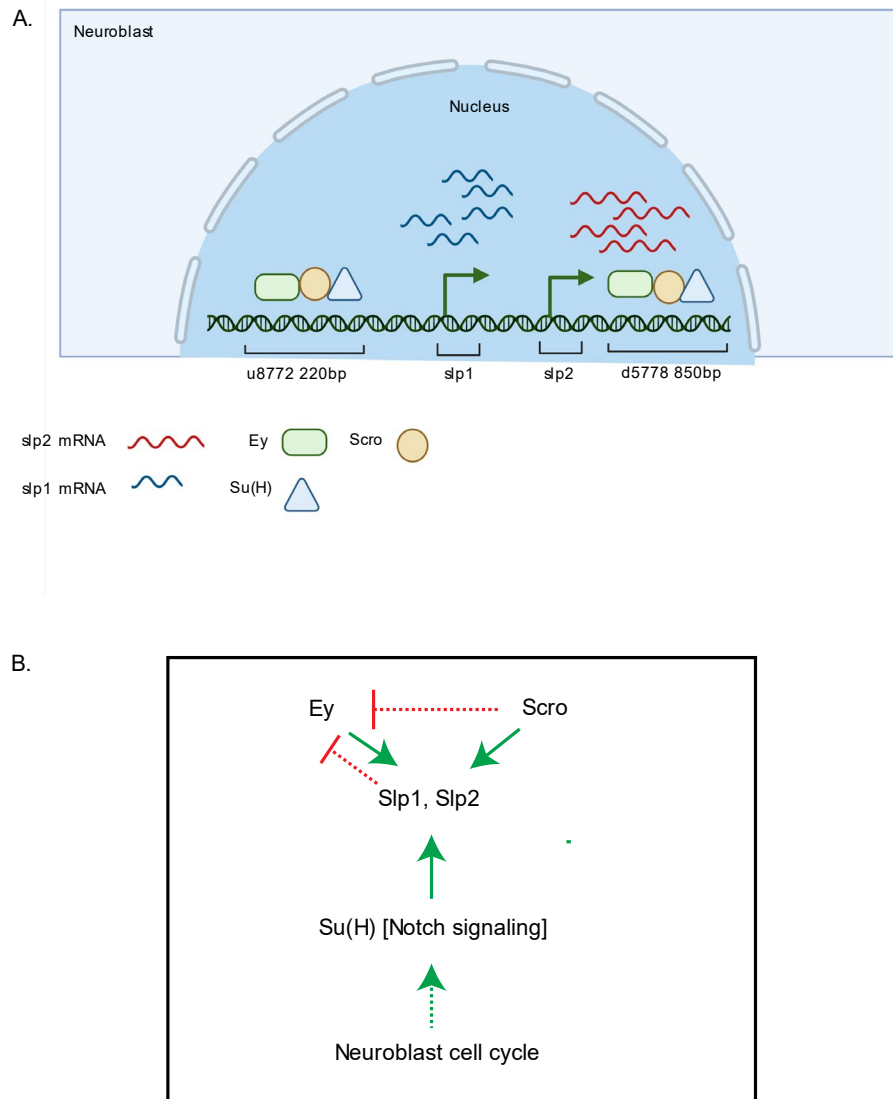 A.
Neuroblast
Nucleus
u8772 220bp
slp1
slp2
d5778 850bp
slp2 mRNA
Ey
Scro
slp1 mRNA
Su(H)
B.
Ey
Scro
Slp1, Slp2
Su(H) [Notch signaling]
Neuroblast cell cycle